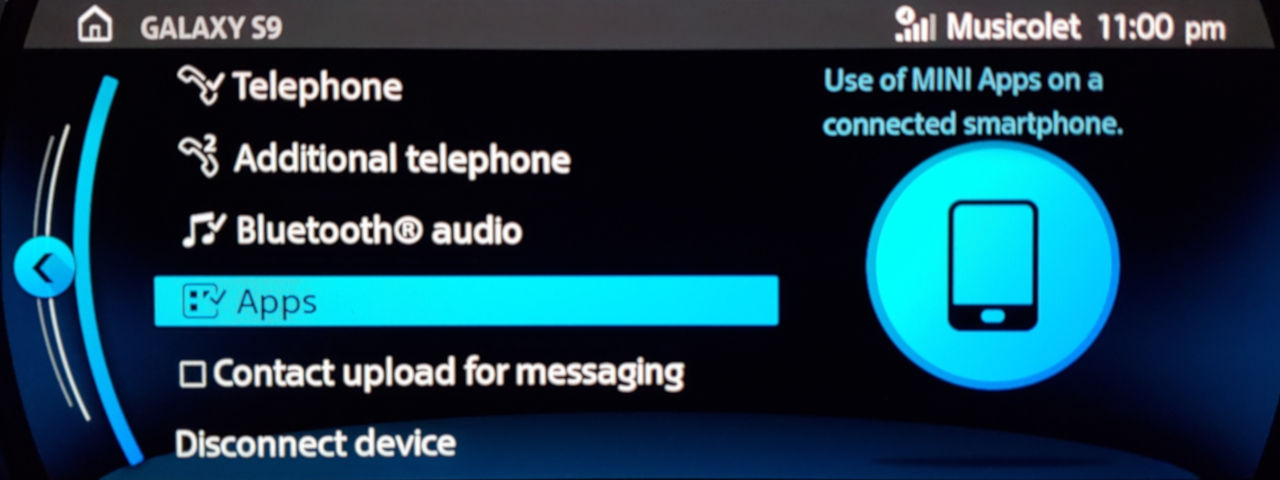 GALAXY S9
Musicolet 11:00 pm
Telephone
Additional telephone
Bluetooth® audio
Apps
Contact upload for messaging
Disconnect device
Use of MINI Apps on a
connected smartphone.